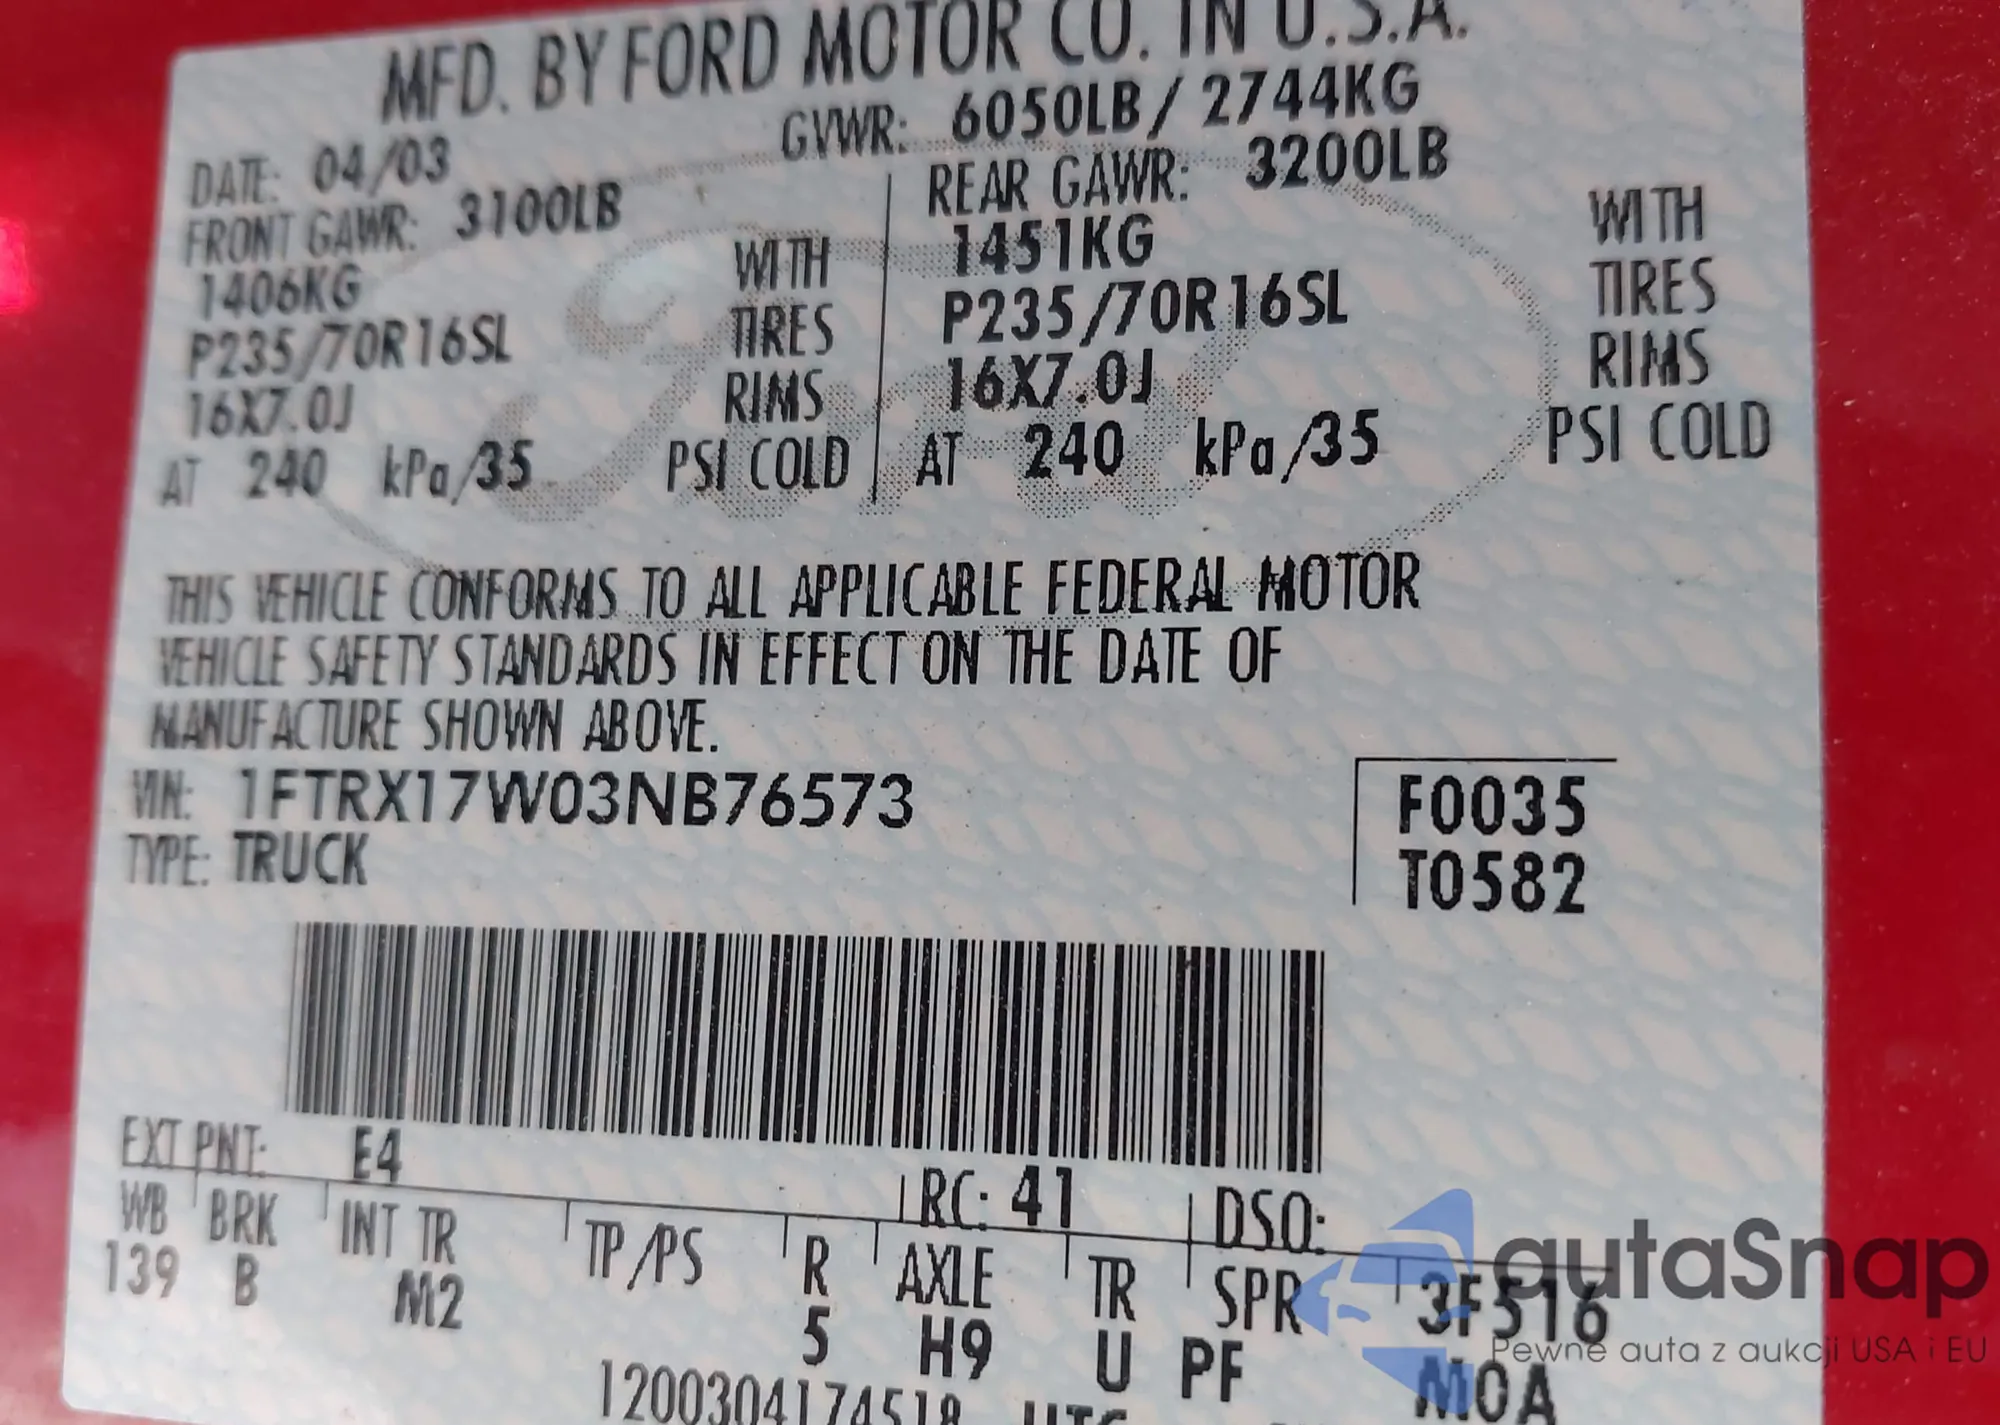 MFD. BY FORD MOTOR CO. IN U.S.A.
DATE: 04/03 GVWR: 6050LB / 2744KG
FRONT GAWR: 3100LB REAR GAWR: 3200LB
1406KG WITH 1451KG WITH
P235/70R16SL TIRES P235/70R16SL TIRES
16X7.0J RIMS 16X7.0J RIMS
AT 240 kPa/35 PSI COLD AT 240 kPa/35 PSI COLD
THIS VEHICLE CONFORMS TO ALL APPLICABLE FEDERAL MOTOR
VEHICLE SAFETY STANDARDS IN EFFECT ON THE DATE OF
MANUFACTURE SHOWN ABOVE.
VIN: 1FTRX17W03NB76573 F0035
TYPE: TRUCK T0582
EXT PNT: E4 RC: 41 DSO:
WB BRK INT TR TP/PS R AXLE TR SPR 3F516
139 B M2 5 H9 U PF M0A
1200304174518
autaSnap
Pewne auta z aukcji USA i EU